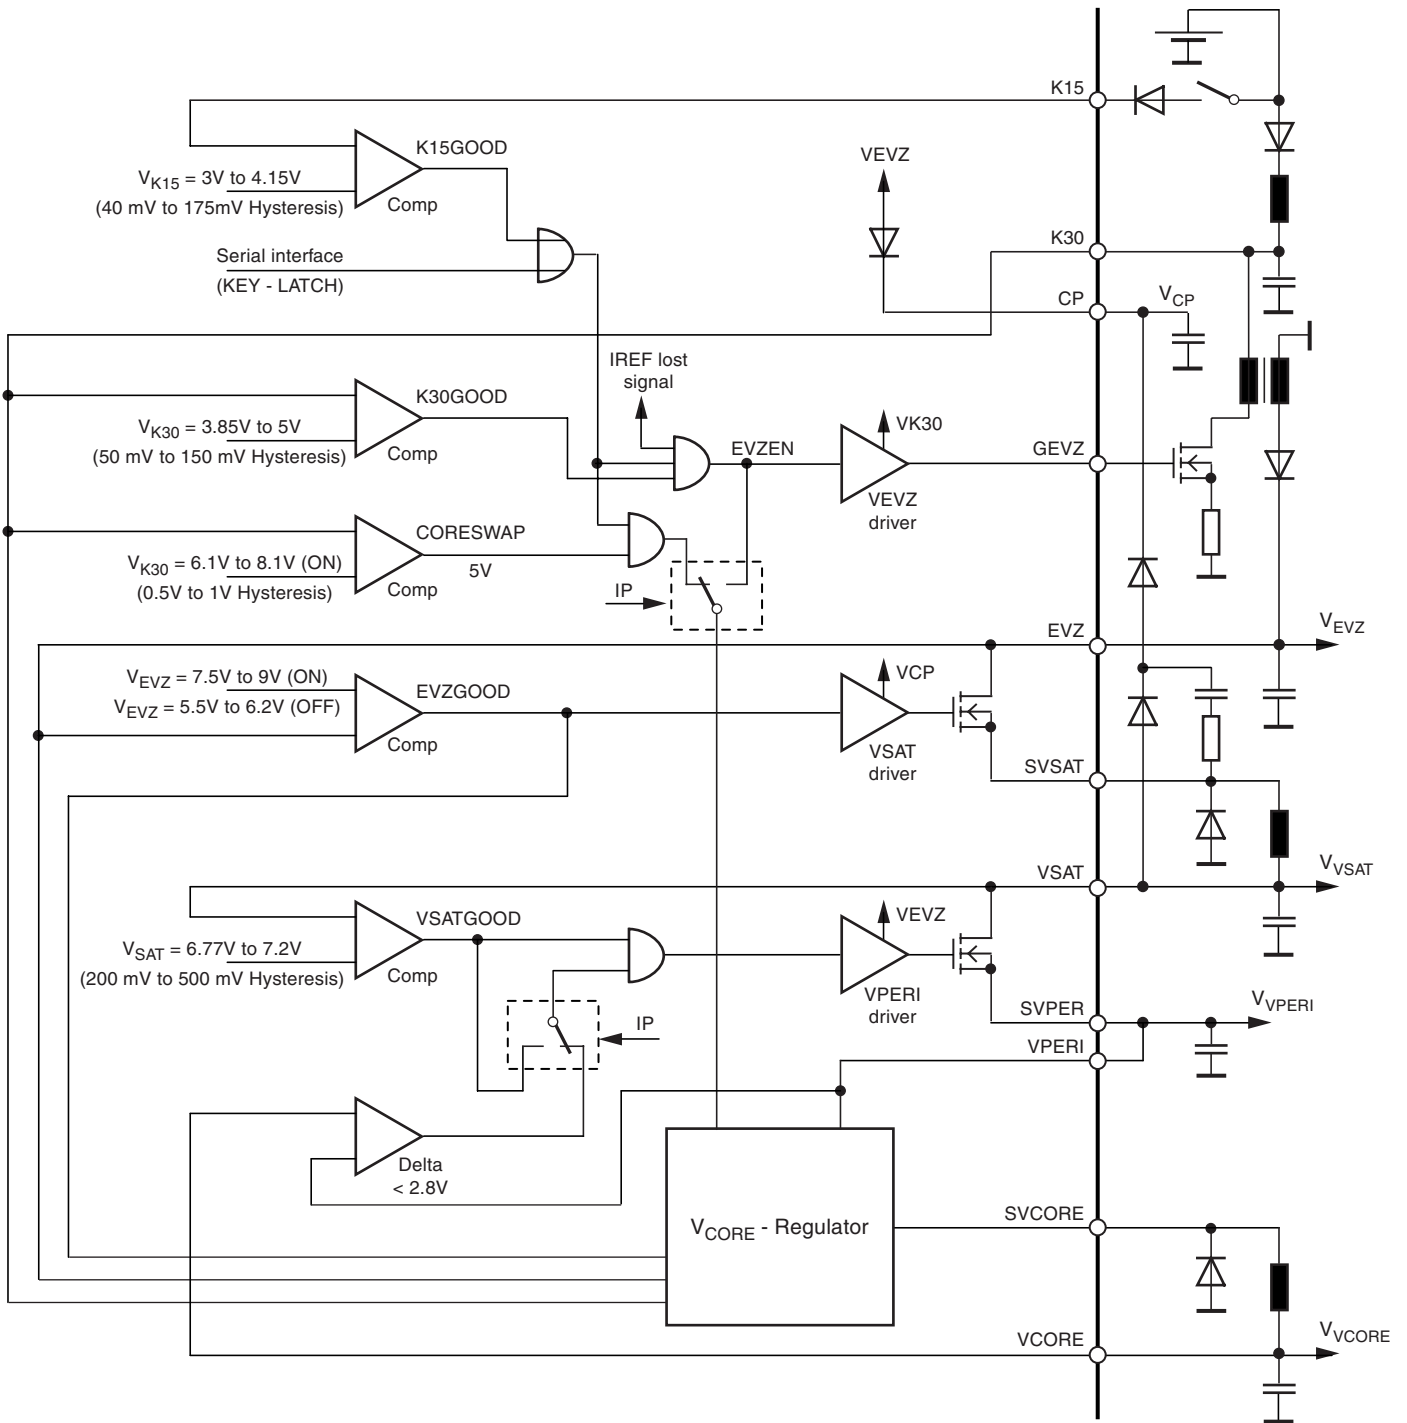 K15
K15GOOD
VK15 = 3V to 4.15V
(40 mV to 175mV Hysteresis)
Comp
VEVZ
Serial interface
(KEY - LATCH)
K30
CP
VCP
IREF lost
signal
K30GOOD
VK30 = 3.85V to 5V
(50 mV to 150 mV Hysteresis)
Comp
EVZEN
VK30
VEVZ
driver
GEVZ
CORESWAP
5V
VK30 = 6.1V to 8.1V (ON)
(0.5V to 1V Hysteresis)
Comp
IP
EVZ
VEVZ
VEVZ = 7.5V to 9V (ON)
VEVZ = 5.5V to 6.2V (OFF)
EVZGOOD
Comp
VCP
VSAT
driver
SVSAT
VSAT
VVSAT
VSATGOOD
VSAT = 6.77V to 7.2V
(200 mV to 500 mV Hysteresis)
Comp
VEVZ
VPERI
driver
SVPER
VVPERI
IP
VPERI
Delta
< 2.8V
VCORE - Regulator
SVCORE
VCORE
VVCORE